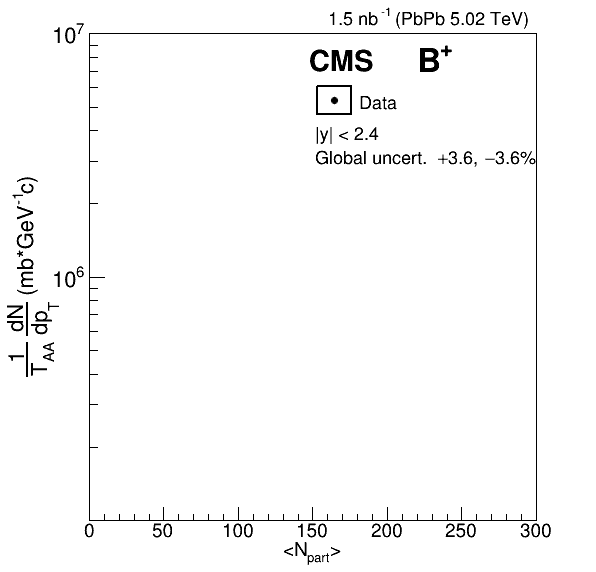 1.5 nb⁻¹ (PbPb 5.02 TeV)
10⁷
CMS B⁺
Data
|y| < 2.4
Global uncert. +3.6, −3.6%
10⁶
1/T_AA dN/dp_T (mb*GeV⁻¹c)
0 50 100 150 200 250 300
<N_part>